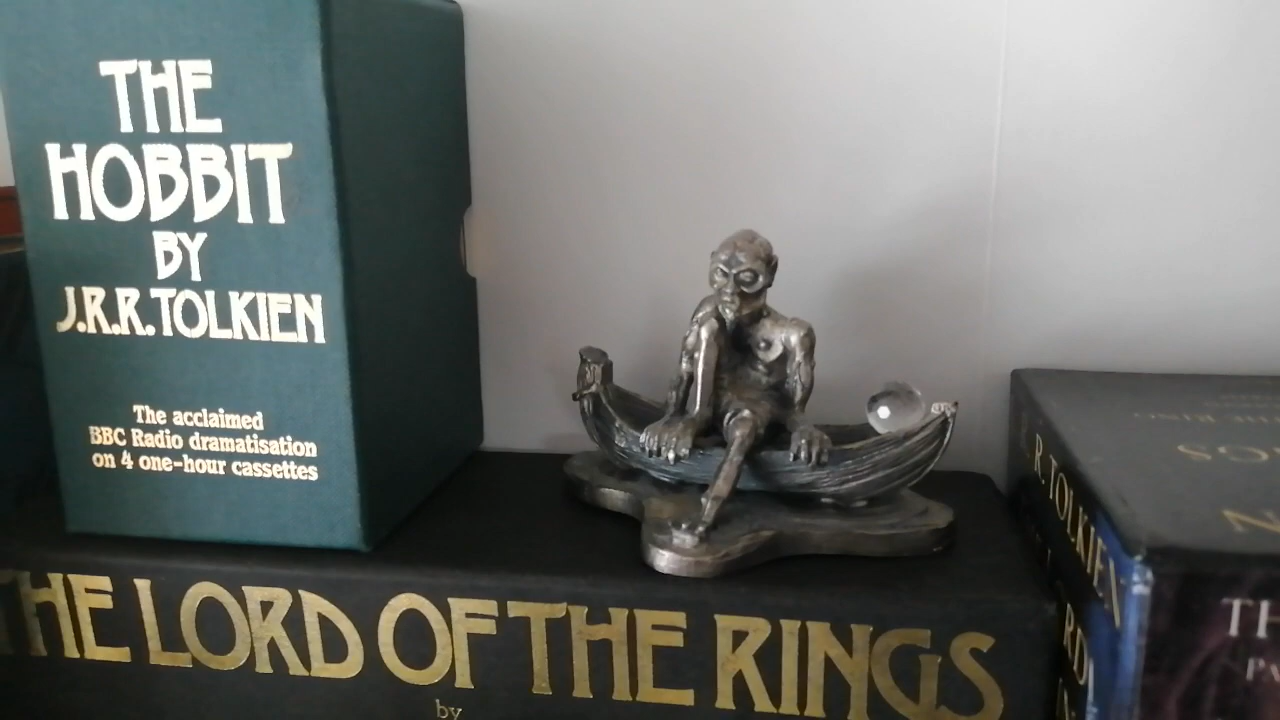 THE
HOBBIT
BY
J.R.R. TOLKIEN
The acclaimed
BBC Radio dramatisation
on 4 one-hour cassettes
THE LORD OF THE RINGS
by
R. TOLKIEN